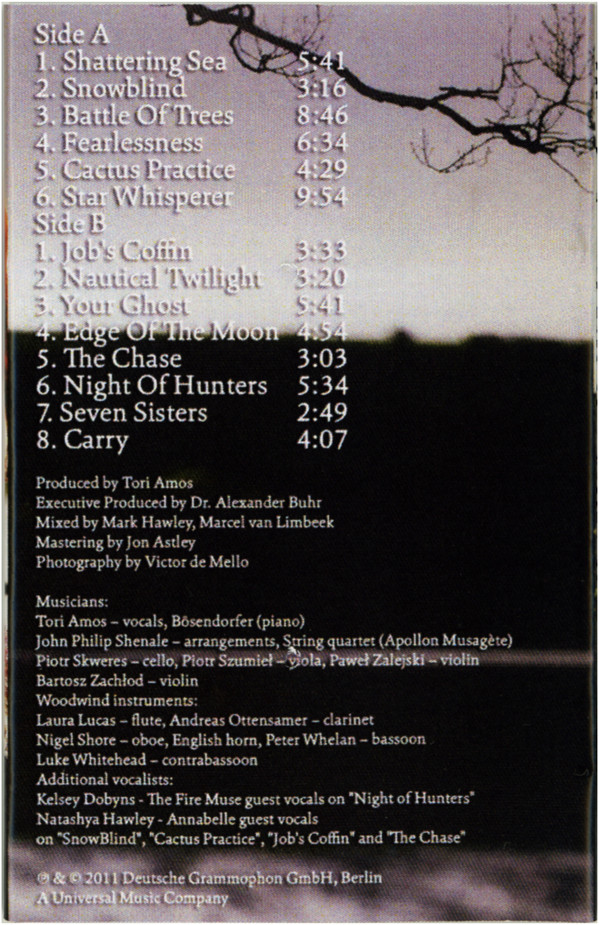 Side A
1. Shattering Sea 5:41
2. Snowblind 3:16
3. Battle Of Trees 8:46
4. Fearlessness 6:34
5. Cactus Practice 4:29
6. Star Whisperer 9:54
Side B
1. Job's Coffin 3:33
2. Nautical Twilight 3:20
3. Your Ghost 5:41
4. Edge Of The Moon 4:54
5. The Chase 3:03
6. Night Of Hunters 5:34
7. Seven Sisters 2:49
8. Carry 4:07
Produced by Tori Amos
Executive Produced by Dr. Alexander Buhr
Mixed by Mark Hawley, Marcel van Limbeek
Mastering by Jon Astley
Photography by Victor de Mello
Musicians:
Tori Amos – vocals, Bösendorfer (piano)
John Philip Shenale – arrangements, String quartet (Apollon Musagète)
Piotr Skweres – cello, Piotr Szumieł – viola, Paweł Zalejski – violin
Bartosz Zachłod – violin
Woodwind instruments:
Laura Lucas – flute, Andreas Ottensamer – clarinet
Nigel Shore – oboe, English horn, Peter Whelan – bassoon
Luke Whitehead – contrabassoon
Additional vocalists:
Kelsey Dobyns - The Fire Muse guest vocals on "Night of Hunters"
Natashya Hawley - Annabelle guest vocals
on "SnowBlind", "Cactus Practice", "Job's Coffin" and "The Chase"
℗ & © 2011 Deutsche Grammophon GmbH, Berlin
A Universal Music Company